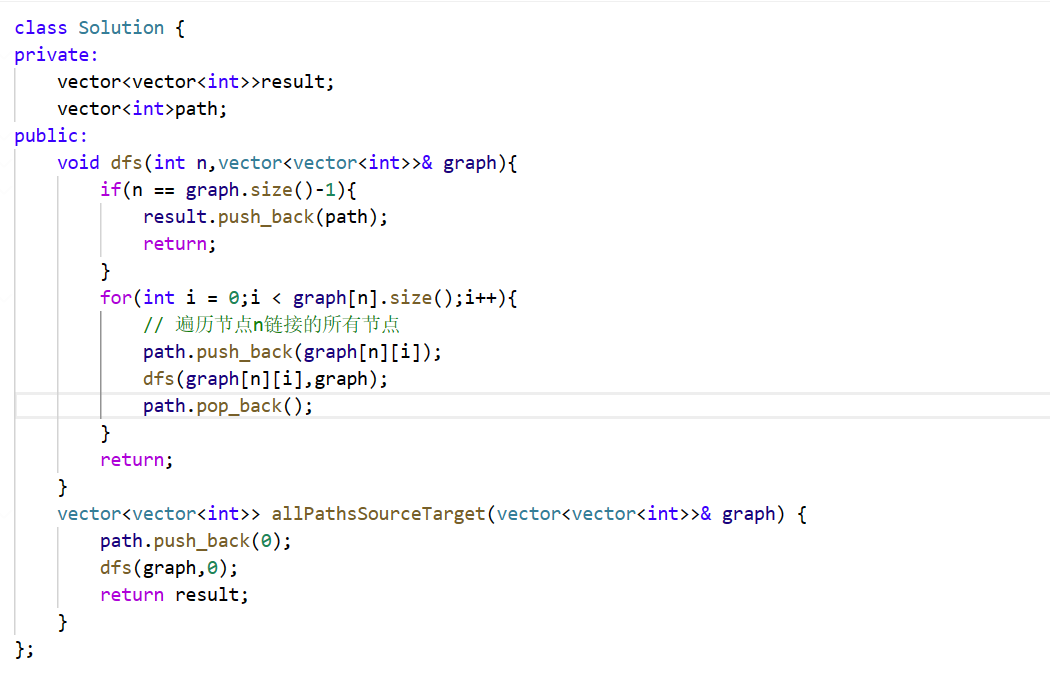 class Solution {
private:
    vector<vector<int>>result;
    vector<int>path;
public:
    void dfs(int n,vector<vector<int>>& graph){
        if(n == graph.size()-1){
            result.push_back(path);
            return;
        }
        for(int i = 0;i < graph[n].size();i++){
            // 遍历节点n链接的所有节点
            path.push_back(graph[n][i]);
            dfs(graph[n][i],graph);
            path.pop_back();
        }
        return;
    }
    vector<vector<int>> allPathsSourceTarget(vector<vector<int>>& graph) {
        path.push_back(0);
        dfs(graph,0);
        return result;
    }
};